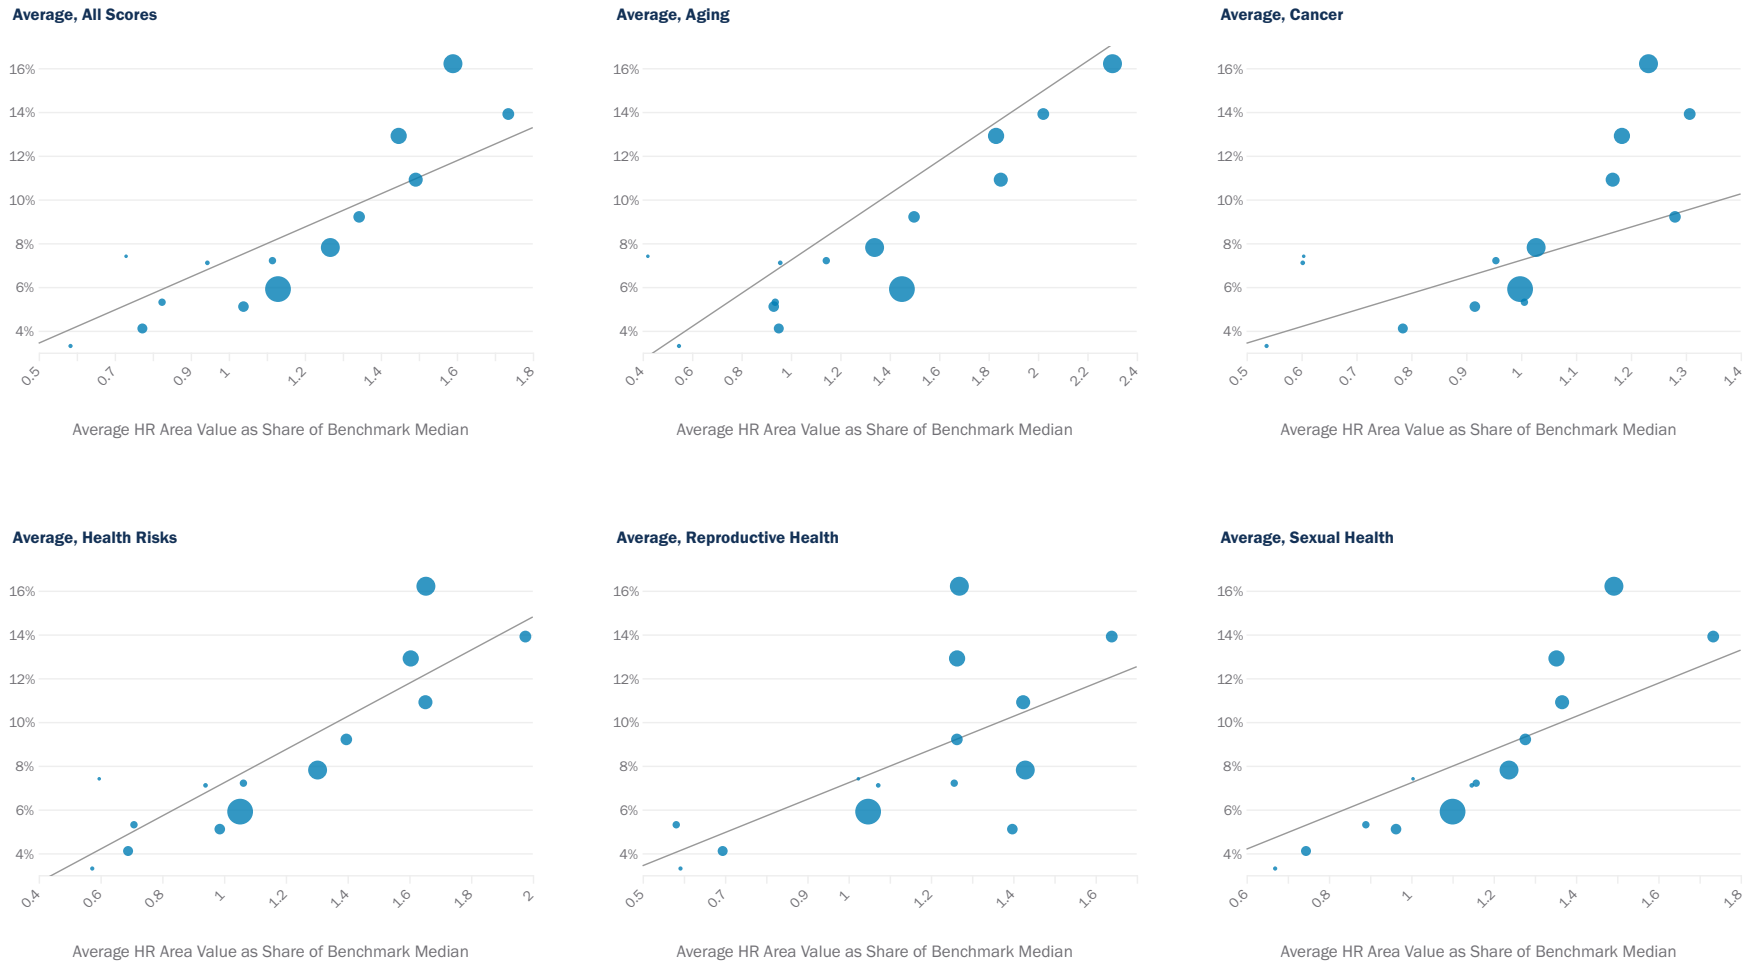 Average, All Scores
16%
14%
12%
10%
8%
6%
4%
0.5 0.7 0.9 1 1.2 1.4 1.6 1.8
Average HR Area Value as Share of Benchmark Median
Average, Aging
16%
14%
12%
10%
8%
6%
4%
0.4 0.6 0.8 1 1.2 1.4 1.6 1.8 2 2.2 2.4
Average HR Area Value as Share of Benchmark Median
Average, Cancer
16%
14%
12%
10%
8%
6%
4%
0.5 0.6 0.7 0.8 0.9 1 1.1 1.2 1.3 1.4
Average HR Area Value as Share of Benchmark Median
Average, Health Risks
16%
14%
12%
10%
8%
6%
4%
0.4 0.6 0.8 1 1.2 1.4 1.6 1.8 2
Average HR Area Value as Share of Benchmark Median
Average, Reproductive Health
16%
14%
12%
10%
8%
6%
4%
0.5 0.7 0.9 1 1.2 1.4 1.6
Average HR Area Value as Share of Benchmark Median
Average, Sexual Health
16%
14%
12%
10%
8%
6%
4%
0.6 0.8 1 1.2 1.4 1.6 1.8
Average HR Area Value as Share of Benchmark Median